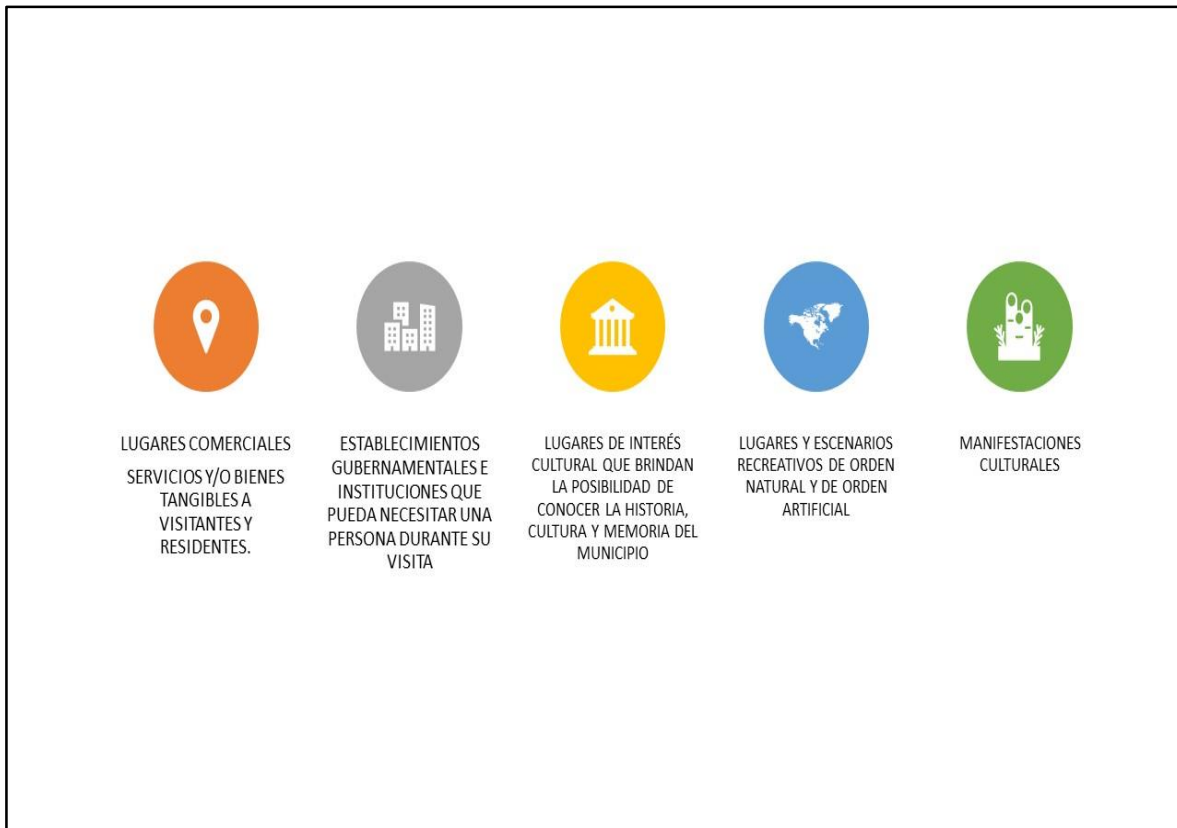 LUGARES COMERCIALES
SERVICIOS Y/O BIENES
TANGIBLES A
VISITANTES Y
RESIDENTES.
ESTABLECIMIENTOS
GUBERNAMENTALES E
INSTITUCIONES QUE
PUEDA NECESITAR UNA
PERSONA DURANTE SU
VISITA
LUGARES DE INTERÉS
CULTURAL QUE BRINDAN
LA POSIBILIDAD DE
CONOCER LA HISTORIA,
CULTURA Y MEMORIA DEL
MUNICIPIO
LUGARES Y ESCENARIOS
RECREATIVOS DE ORDEN
NATURAL Y DE ORDEN
ARTIFICIAL
MANIFESTACIONES
CULTURALES